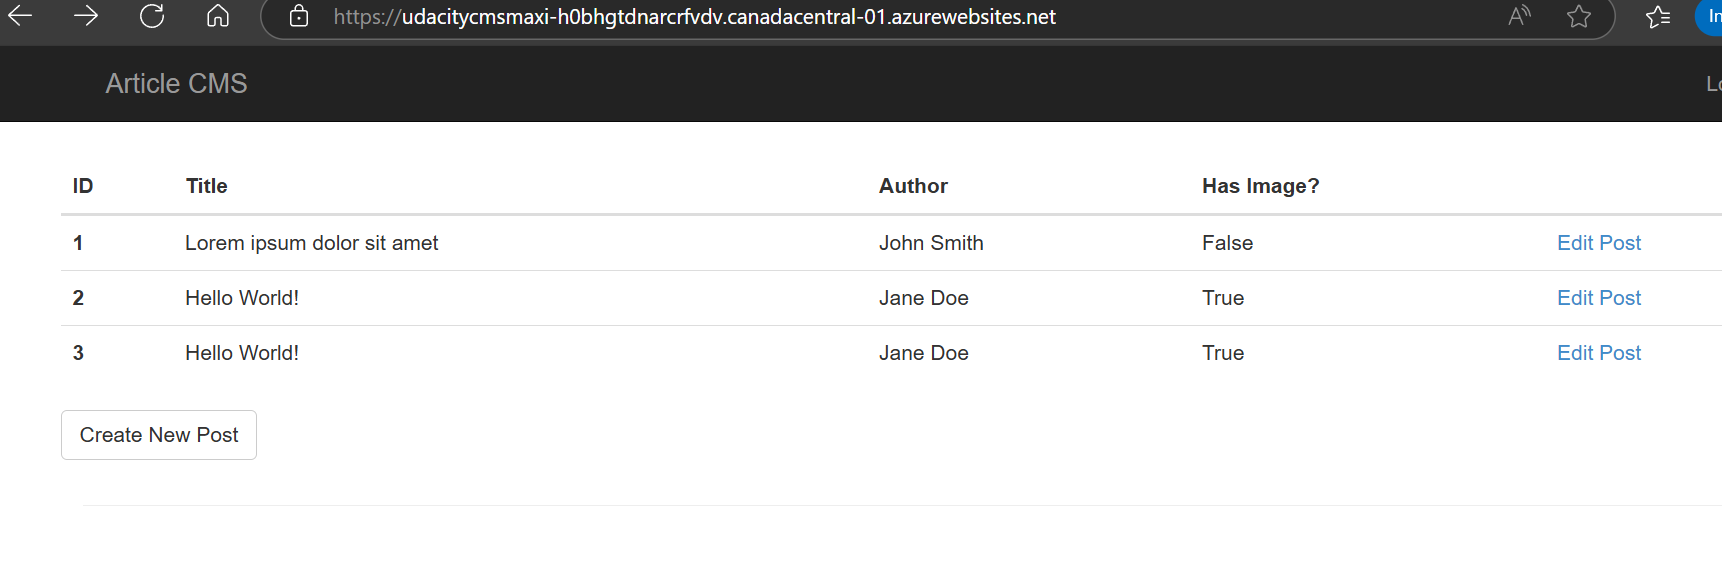 https://udacitycmsmaxi-h0bhgtdnarcrfvdv.canadacentral-01.azurewebsites.net
Article CMS
ID Title Author Has Image?
1 Lorem ipsum dolor sit amet John Smith False Edit Post
2 Hello World! Jane Doe True Edit Post
3 Hello World! Jane Doe True Edit Post
Create New Post